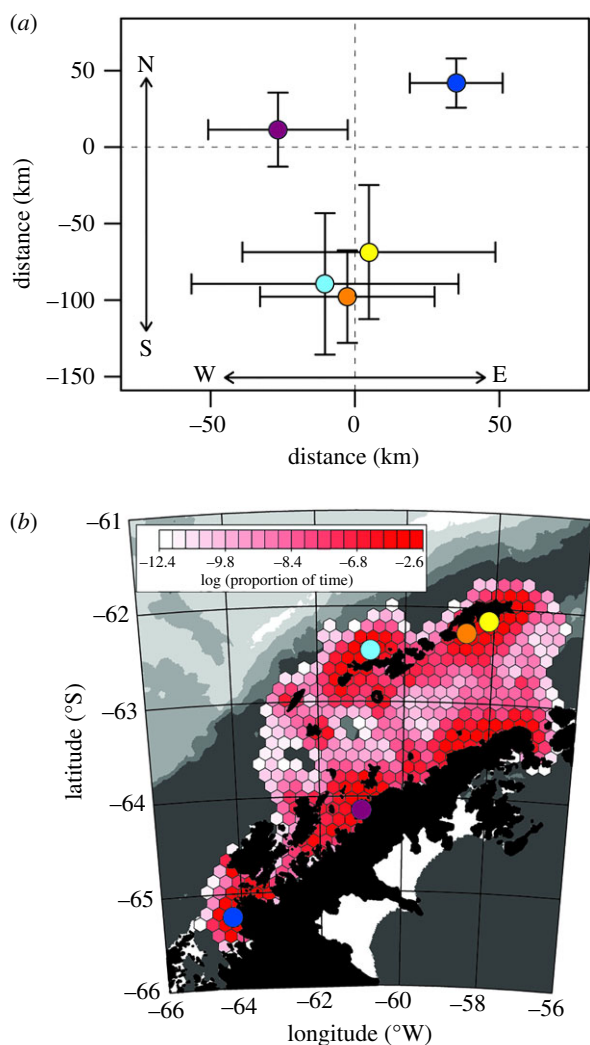 (a)
N
50
0
−50
−100
−150
distance (km)
S
W
E
−50
0
50
distance (km)
(b)
−61
−12.4
−9.8
−8.4
−6.8
−2.6
log (proportion of time)
−62
−63
−64
−65
−66
latitude (°S)
−66
−64
−62
−60
−58
−56
longitude (°W)